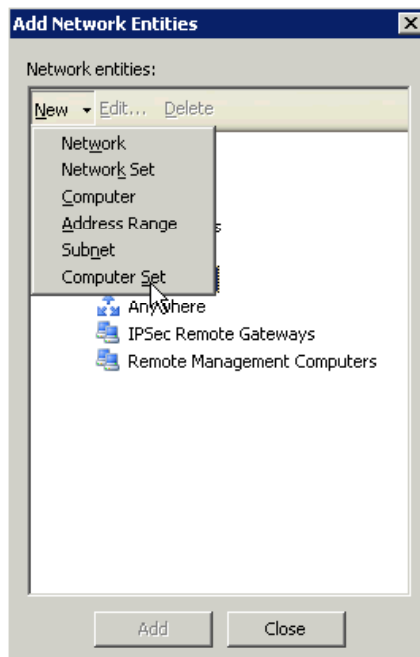 Add Network Entities
Network entities:
New Edit... Delete
Network
Network Set
Computer
Address Range
Subnet
Computer Set
Anywhere
IPSec Remote Gateways
Remote Management Computers
Add Close